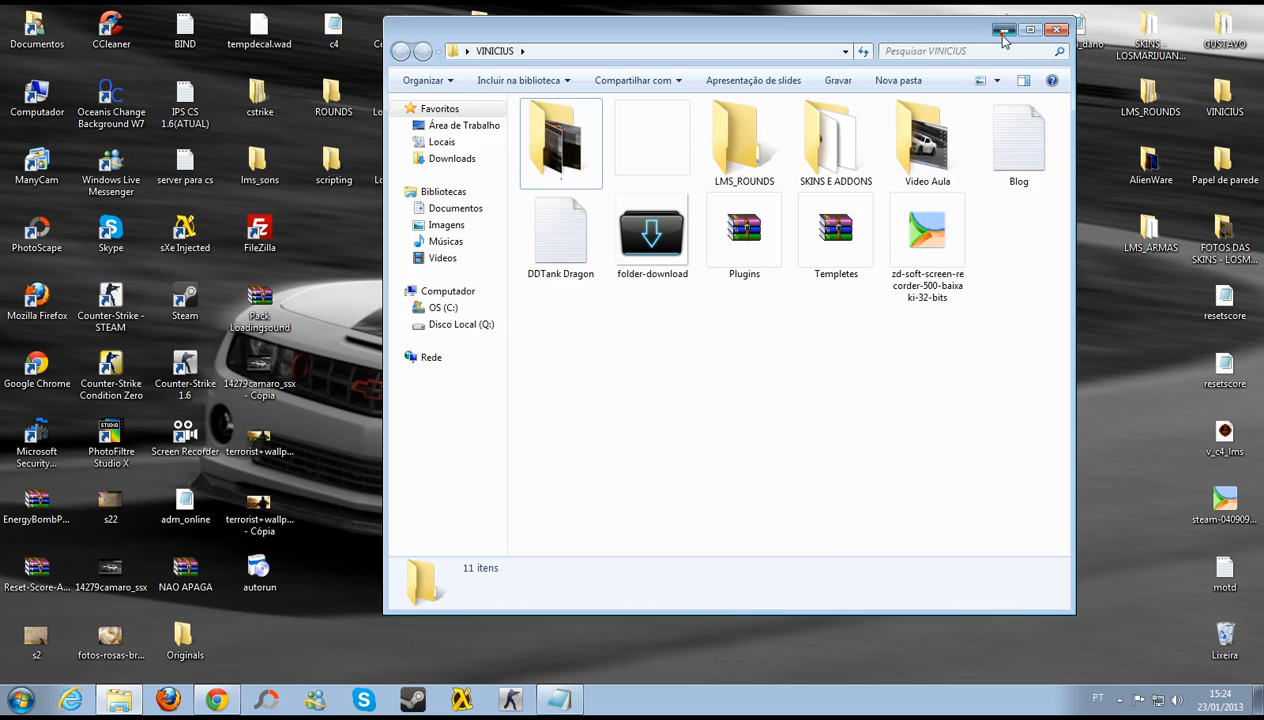 VINICIUS
Pesquisar VINICIUS
Organizar
Incluir na biblioteca
Compartilhar com
Apresentação de slides
Gravar
Nova pasta
Favoritos
Área de Trabalho
Locais
Downloads
Bibliotecas
Documentos
Imagens
Músicas
Vídeos
Computador
OS (C:)
Disco Local (Q:)
Rede
.
LMS_ROUNDS
SKINS E ADDONS
Video Aula
Blog
DDTank Dragon
folder-download
Plugins
Templetes
zd-soft-screen-re
corder-500-baixa
ki-32-bits
11 itens
Documentos
CCleaner
BIND
tempdecal.wad
c4
Computador
Oceanis Change
Background W7
IPS CS
1.6(ATUAL)
cstrike
ROUNDS
ManyCam
Windows Live
Messenger
server para cs
lms_sons
scripting
PhotoScape
Skype
sXe Injected
FileZilla
Mozilla Firefox
Counter-Strike -
STEAM
Steam
Pack
Loadingsound
Google Chrome
Counter-Strike
Condition Zero
Counter-Strike
1.6
14279camaro_ssx
- Cópia
Microsoft
Security...
PhotoFiltre
Studio X
Screen Recorder
terrorist+wallp...
EnergyBombP...
s22
adm_online
terrorist+wallp...
- Cópia
Reset-Score-A...
14279camaro_ssx
NAO APAGA
autorun
s2
fotos-rosas-br...
Originals
SKINS -
LOSMARIJUAN...
GUSTAVO
LMS_ROUNDS
VINICIUS
AlienWare
Papel de parede
LMS_ARMAS
FOTOS DAS
SKINS - LOSM...
resetscore
resetscore
v_c4_lms
steam-040909...
motd
Lixeira
PT
15:24
23/01/2013